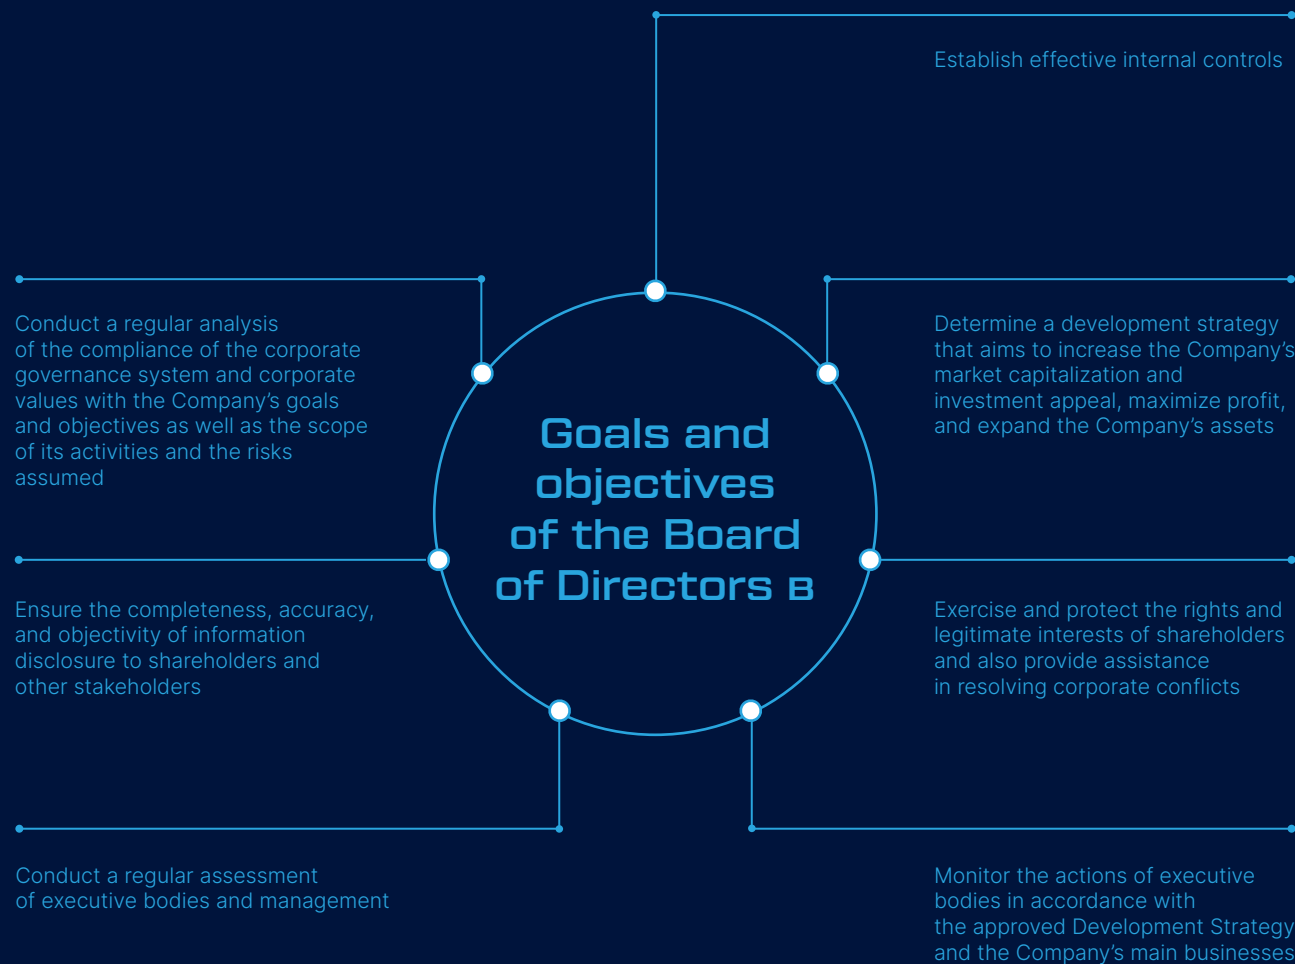 Establish effective internal controls
Conduct a regular analysis
of the compliance of the corporate
governance system and corporate
values with the Company’s goals
and objectives as well as the scope
of its activities and the risks
assumed
Determine a development strategy
that aims to increase the Company’s
market capitalization and
investment appeal, maximize profit,
and expand the Company’s assets
Goals and
objectives
of the Board
of Directors B
Ensure the completeness, accuracy,
and objectivity of information
disclosure to shareholders and
other stakeholders
Exercise and protect the rights and
legitimate interests of shareholders
and also provide assistance
in resolving corporate conflicts
Conduct a regular assessment
of executive bodies and management
Monitor the actions of executive
bodies in accordance with
the approved Development Strategy
and the Company’s main businesses